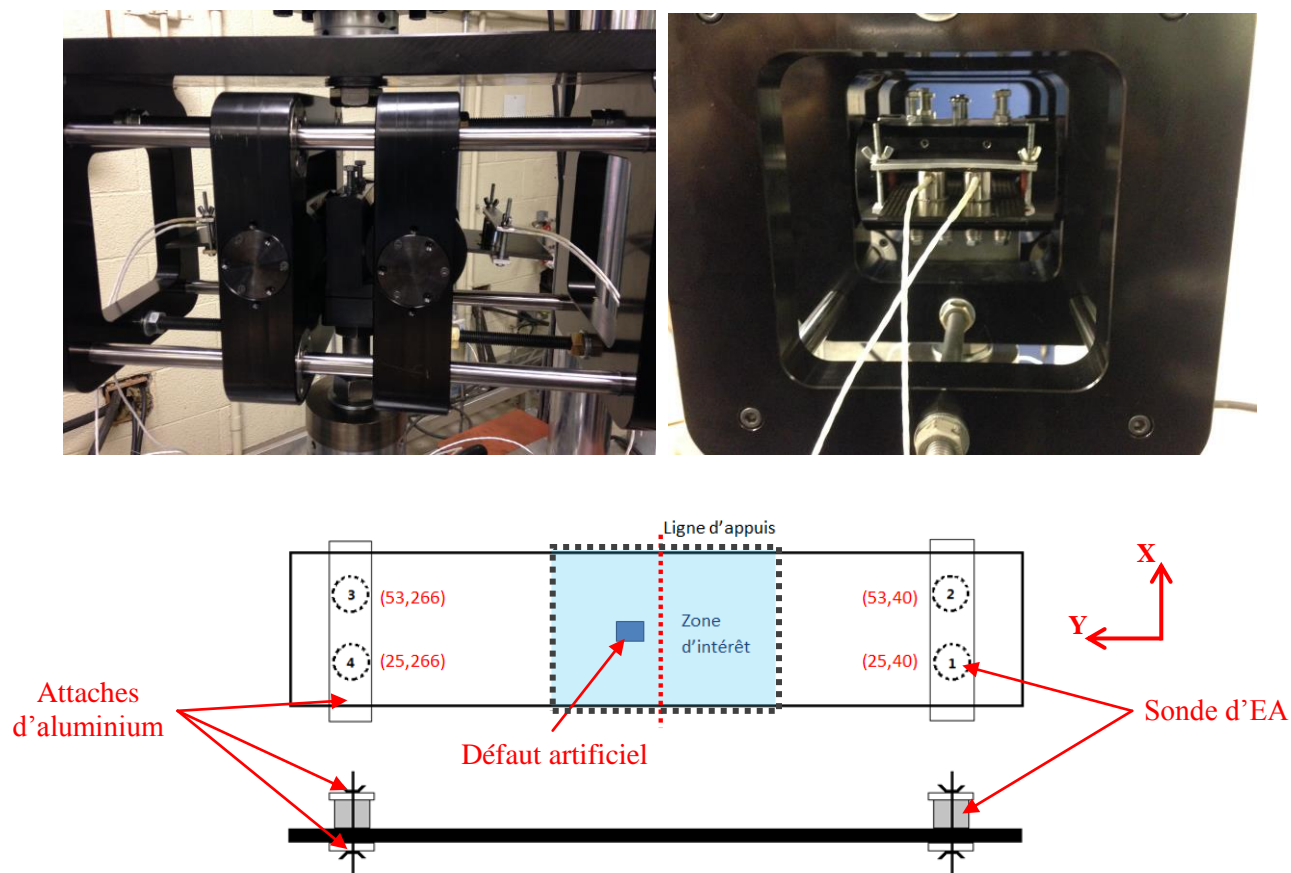 Ligne d'appuis
3
(53,266)
(53,40)
2
X
Zone
d'intérêt
Y
4
(25,266)
(25,40)
1
Attaches
d'aluminium
Défaut artificiel
Sonde d'EA